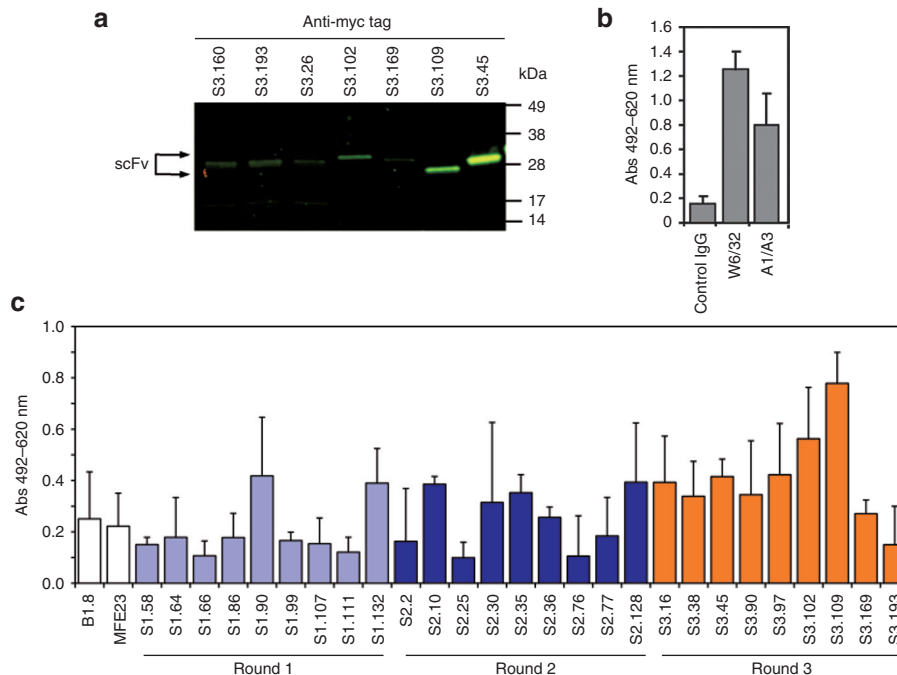 a
Anti-myc tag
S3.160
S3.193
S3.26
S3.102
S3.169
S3.109
S3.45
kDa
49
38
28
17
14
scFv
b
Abs 492–620 nm
1.6
1.4
1.2
1.0
0.8
0.6
0.4
0.2
0
Control IgG
W6/32
A1/A3
c
Abs 492–620 nm
1.0
0.8
0.6
0.4
0.2
0.0
B1.8
MFE23
S1.58
S1.64
S1.66
S1.86
S1.90
S1.99
S1.107
S1.111
S1.132
S2.2
S2.10
S2.25
S2.30
S2.35
S2.36
S2.76
S2.77
S2.128
S3.16
S3.38
S3.45
S3.90
S3.97
S3.102
S3.109
S3.169
S3.193
Round 1
Round 2
Round 3